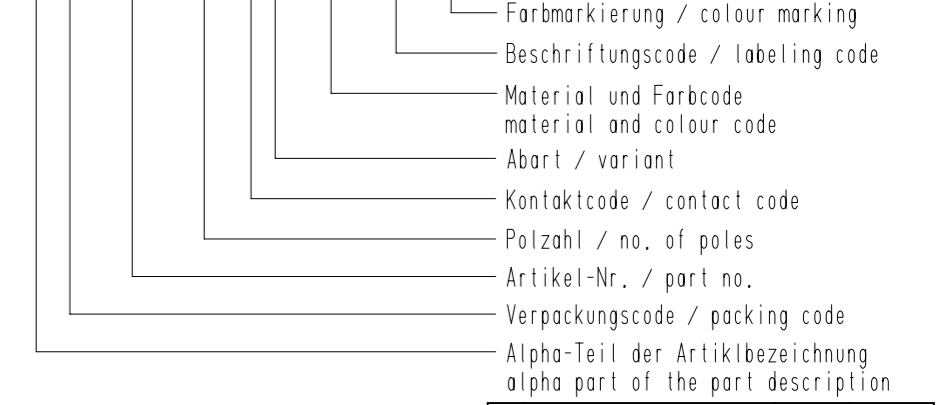 Farbmarkierung / colour marking
Beschriftungscode / labeling code
Material und Farbcode
material and colour code
Abart / variant
Kontaktcode / contact code
Polzahl / no. of poles
Artikel-Nr. / part no.
Verpackungscode / packing code
Alpha-Teil der Artiklbezeichnung
alpha part of the part description